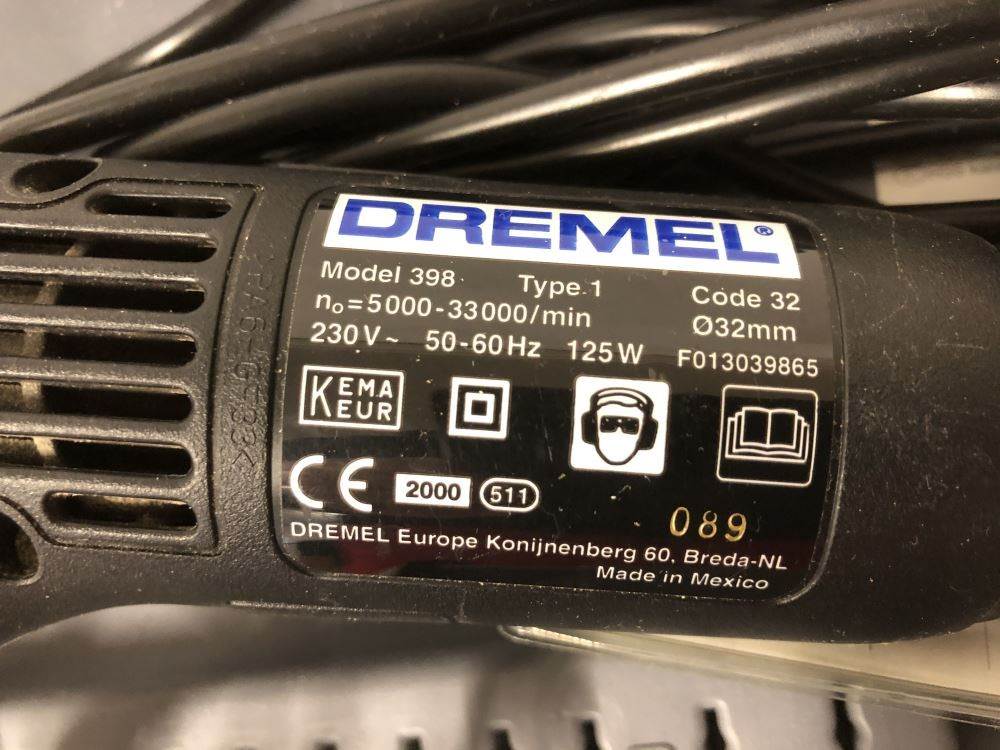 DREMEL®
Model 398 Type 1 Code 32
n₀=5000-33000/min Ø32mm
230V~ 50-60Hz 125W F013039865
KEMA
KEUR
CE 2000 511
089
DREMEL Europe Konijnenberg 60, Breda-NL
Made in Mexico